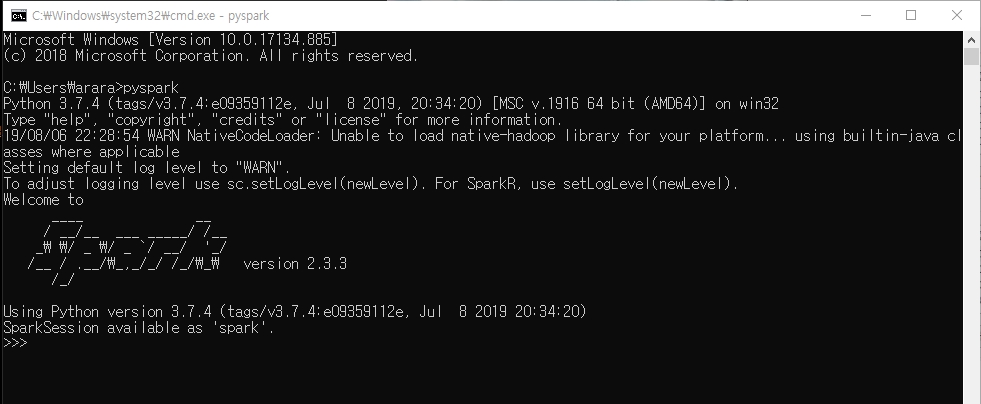 C:₩Windows₩system32₩cmd.exe - pyspark
Microsoft Windows [Version 10.0.17134.885]
(c) 2018 Microsoft Corporation. All rights reserved.
C:₩Users₩arara>pyspark
Python 3.7.4 (tags/v3.7.4:e09359112e, Jul  8 2019, 20:34:20) [MSC v.1916 64 bit (AMD64)] on win32
Type "help", "copyright", "credits" or "license" for more information.
19/08/06 22:28:54 WARN NativeCodeLoader: Unable to load native-hadoop library for your platform... using builtin-java cl
asses where applicable
Setting default log level to "WARN".
To adjust logging level use sc.setLogLevel(newLevel). For SparkR, use setLogLevel(newLevel).
Welcome to
      ____              __
     / __/__  ___ _____/ /__
    _₩ ₩/ _ ₩/ _ `/ __/  '_/
   /__ / .__/₩_,_/_/ /_/₩_₩   version 2.3.3
      /_/
Using Python version 3.7.4 (tags/v3.7.4:e09359112e, Jul  8 2019 20:34:20)
SparkSession available as 'spark'.
>>>